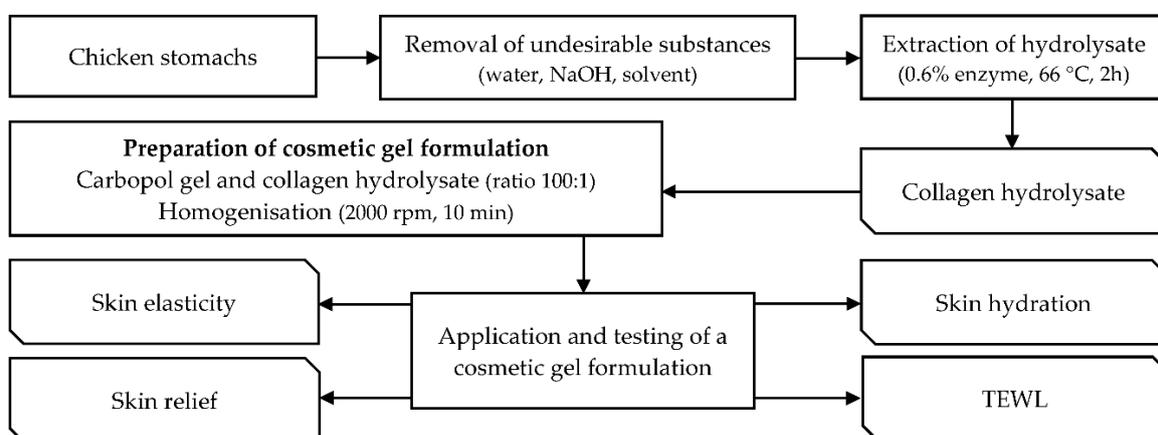 Chicken stomachs
Removal of undesirable substances
(water, NaOH, solvent)
Extraction of hydrolysate
(0.6% enzyme, 66 °C, 2h)
Preparation of cosmetic gel formulation
Carbopol gel and collagen hydrolysate (ratio 100:1)
Homogenisation (2000 rpm, 10 min)
Collagen hydrolysate
Skin elasticity
Application and testing of a
cosmetic gel formulation
Skin hydration
Skin relief
TEWL